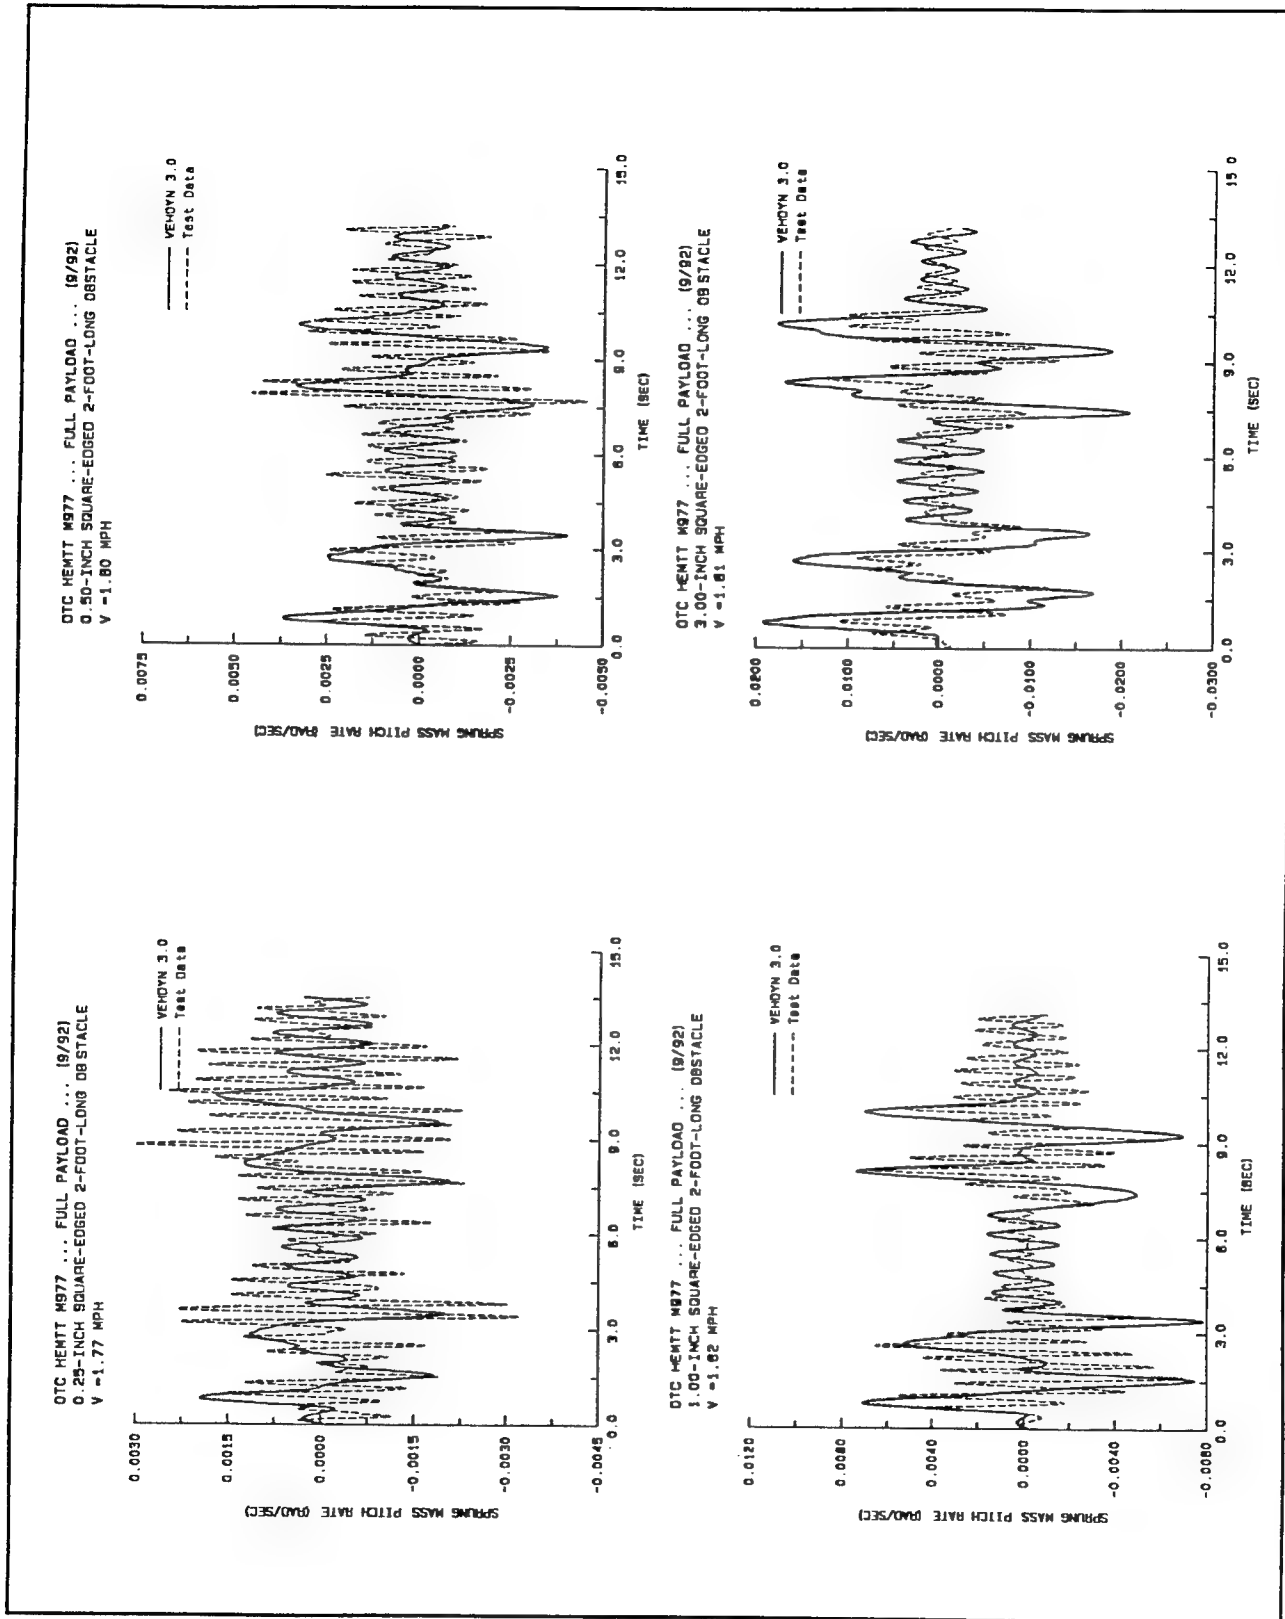 OTC HEMTT M977 ... FULL PAYLOAD ... (9/92)
0.25-INCH SQUARE-EDGED 2-FOOT-LONG OBSTACLE
V =1.77 MPH
VEHDYN 3.0
Test Data
SPRUNG MASS PITCH RATE (RAD/SEC)
0.0030
0.0015
0.0000
-0.0015
-0.0030
-0.0045
0.0 3.0 6.0 9.0 12.0 15.0
TIME (SEC)
OTC HEMTT M977 ... FULL PAYLOAD ... (9/92)
0.50-INCH SQUARE-EDGED 2-FOOT-LONG OBSTACLE
V =1.80 MPH
VEHDYN 3.0
Test Data
SPRUNG MASS PITCH RATE (RAD/SEC)
0.0075
0.0050
0.0025
0.0000
-0.0025
-0.0050
0.0 3.0 6.0 9.0 12.0 15.0
TIME (SEC)
OTC HEMTT M977 ... FULL PAYLOAD ... (9/92)
1.00-INCH SQUARE-EDGED 2-FOOT-LONG OBSTACLE
V =1.82 MPH
VEHDYN 3.0
Test Data
SPRUNG MASS PITCH RATE (RAD/SEC)
0.0120
0.0080
0.0040
0.0000
-0.0040
-0.0080
0.0 3.0 6.0 9.0 12.0 15.0
TIME (SEC)
OTC HEMTT M977 ... FULL PAYLOAD ... (9/92)
3.00-INCH SQUARE-EDGED 2-FOOT-LONG OBSTACLE
V =1.81 MPH
VEHDYN 3.0
Test Data
SPRUNG MASS PITCH RATE (RAD/SEC)
0.0200
0.0100
0.0000
-0.0100
-0.0200
-0.0300
0.0 3.0 6.0 9.0 12.0 15 0
TIME (SEC)